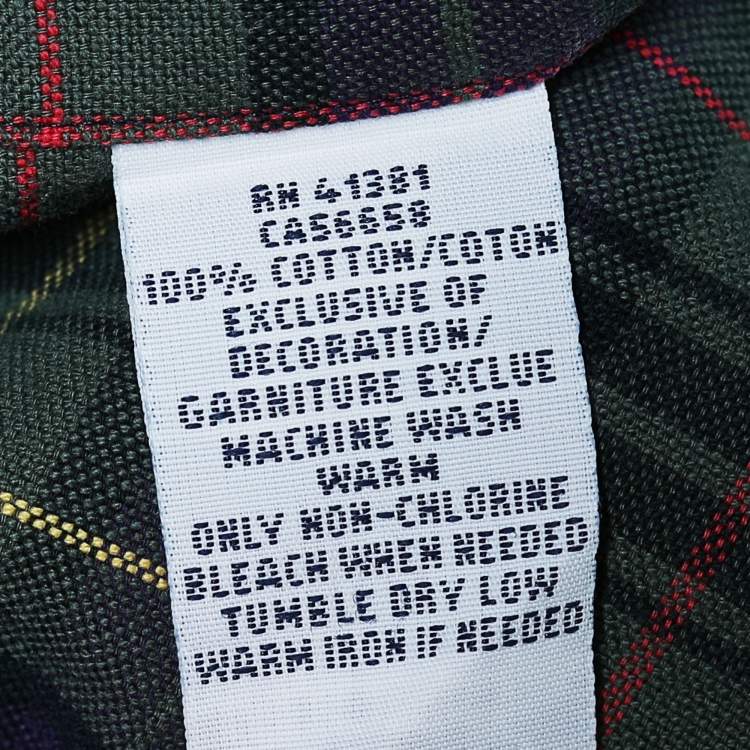 RN 41381
CA56658
100% COTTON/COTON
EXCLUSIVE OF
DECORATION/
GARNITURE EXCLUE
MACHINE WASH
WARM
ONLY NON-CHLORINE
BLEACH WHEN NEEDED
TUMBLE DRY LOW
WARM IRON IF NEEDED